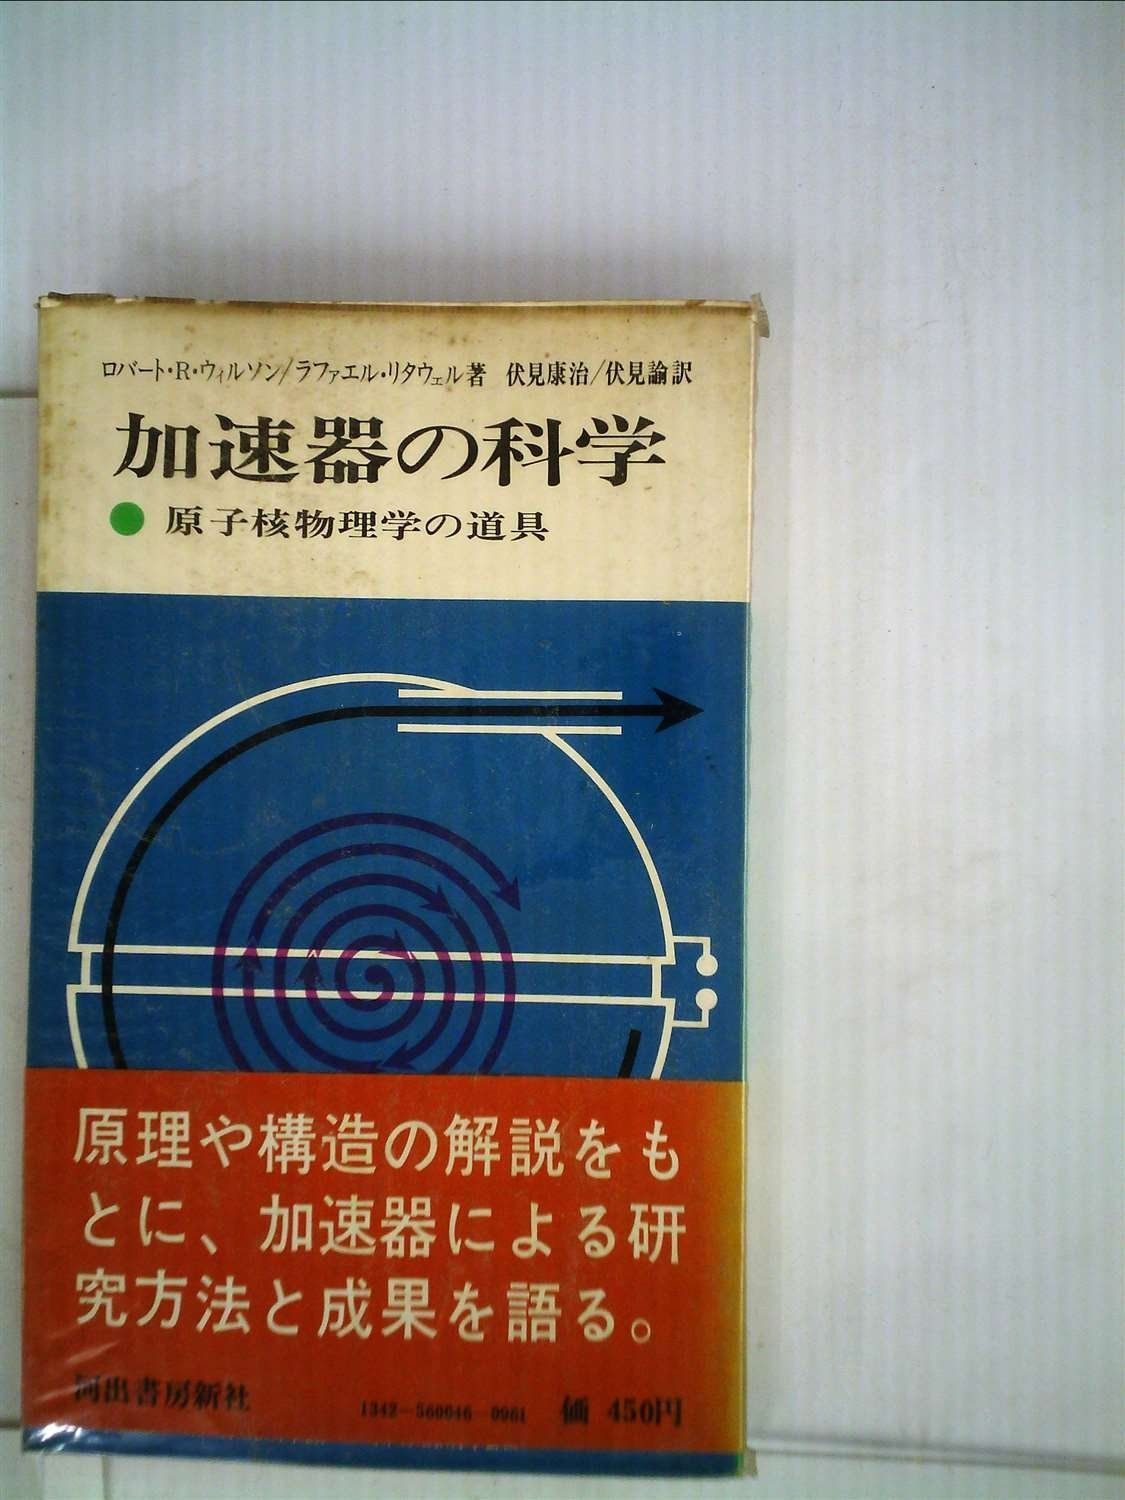 ロバート・R・ウィルソン/ラファエル・リタウェル著 伏見康治/伏見諭訳
加速器の科学
● 原子核物理学の道具
原理や構造の解説をも
とに、加速器による研
究方法と成果を語る。
河出書房新社 1342-560046-0961 価 450円